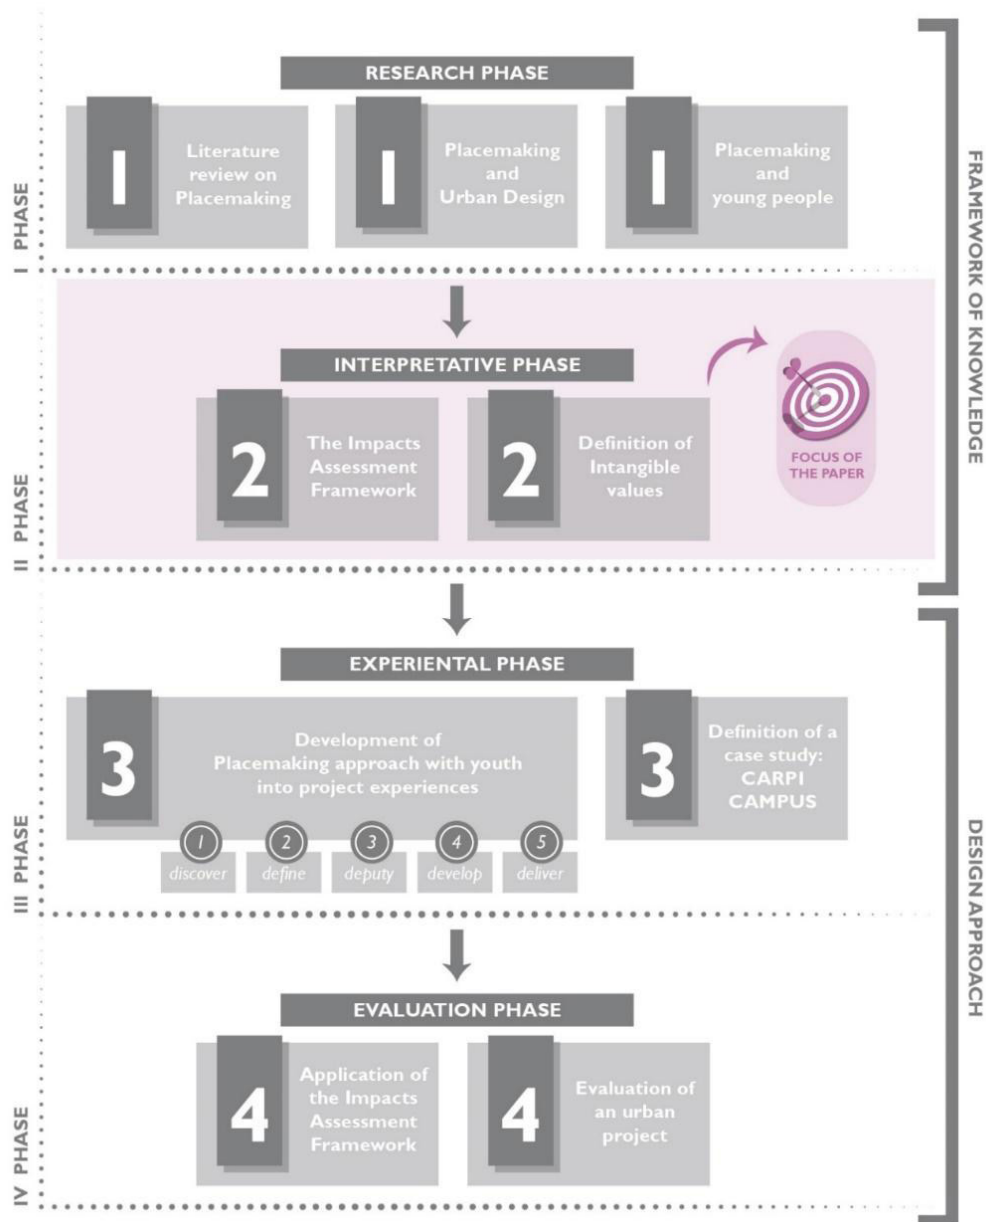 RESEARCH PHASE
1
Literature
review on
Placemaking
1
Placemaking
and
Urban Design
1
Placemaking
and
young people
I PHASE
INTERPRETATIVE PHASE
2
The Impacts
Assessment
Framework
2
Definition of
Intangible
values
FOCUS OF
THE PAPER
II PHASE
FRAMEWORK OF KNOWLEDGE
EXPERIENTAL PHASE
3
Development of
Placemaking approach with youth
into project experiences
1
2
3
4
5
discover
define
deputy
develop
deliver
3
Definition of a
case study:
CARPI
CAMPUS
III PHASE
EVALUATION PHASE
4
Application of
the Impacts
Assessment
Framework
4
Evaluation of
an urban
project
IV PHASE
DESIGN APPROACH